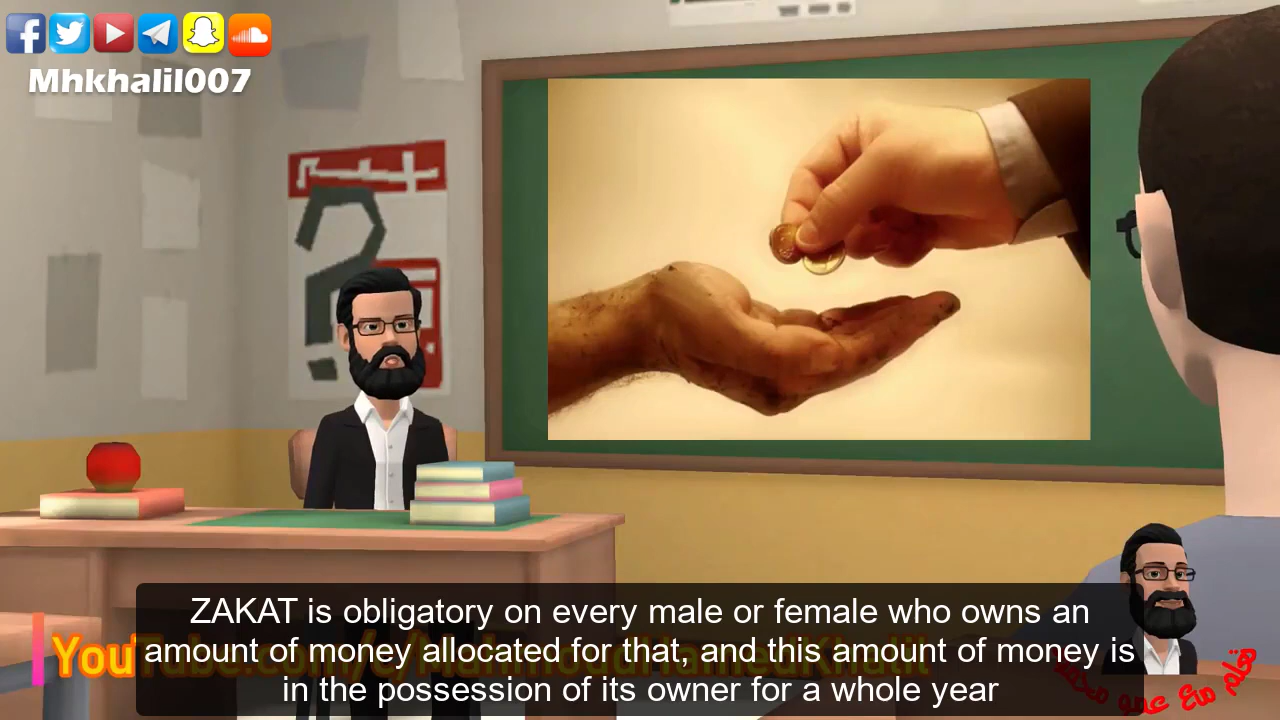 Mhkhalil007
ZAKAT is obligatory on every male or female who owns an
amount of money allocated for that, and this amount of money is
in the possession of its owner for a whole year